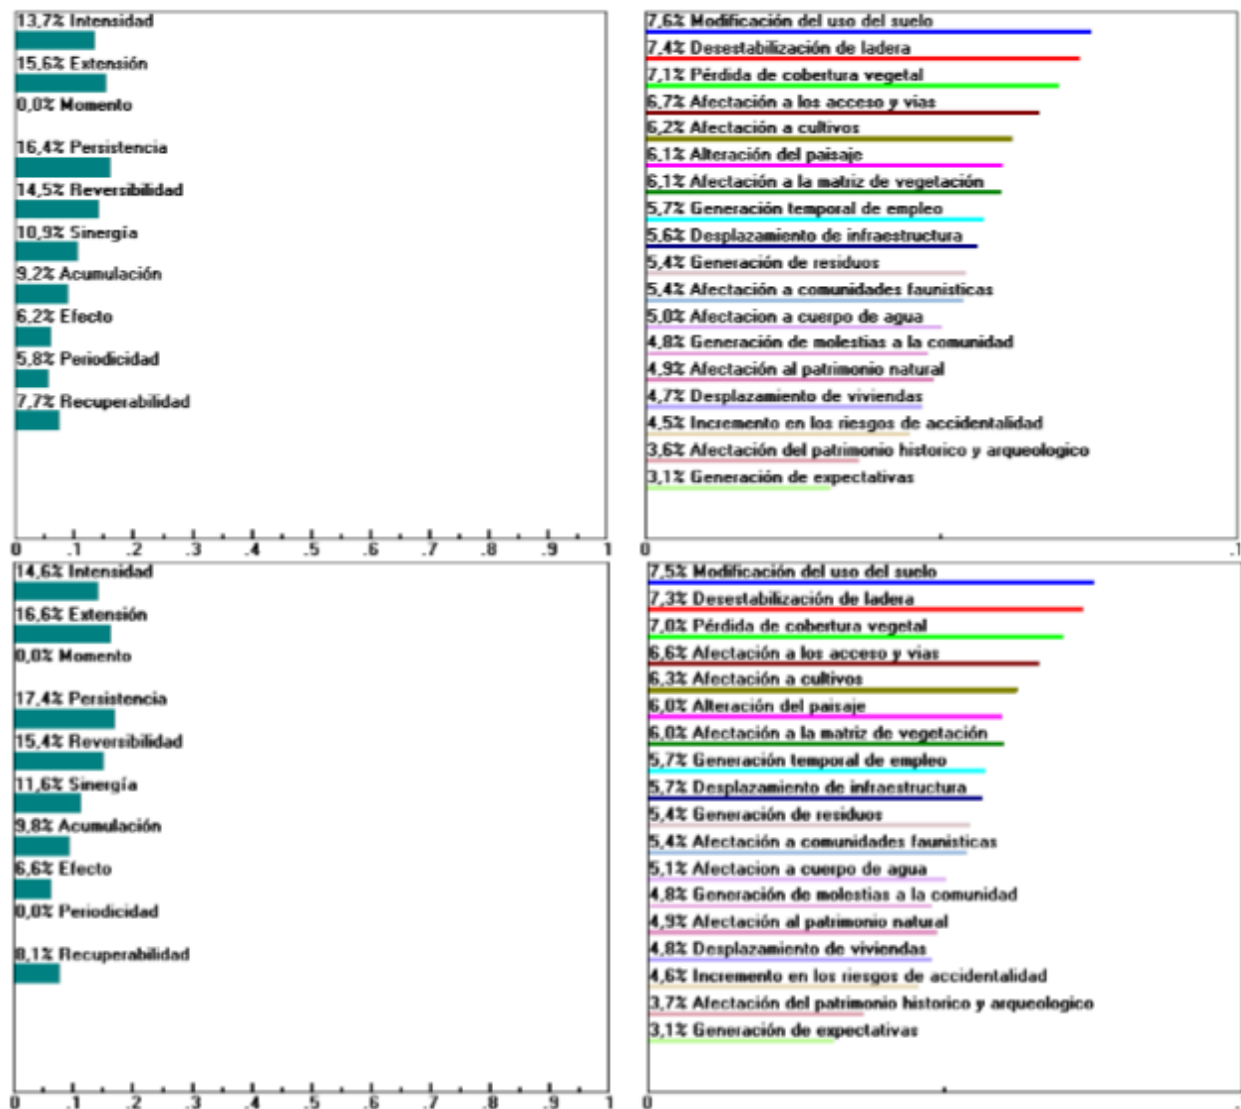 13,7% Intensidad
15,6% Extensión
0,0% Momento
16,4% Persistencia
14,5% Reversibilidad
10,9% Sinergía
9,2% Acumulación
6,2% Efecto
5,8% Periodicidad
7,7% Recuperabilidad
0 .1 .2 .3 .4 .5 .6 .7 .8 .9 1
7,6% Modificación del uso del suelo
7,4% Desestabilización de ladera
7,1% Pérdida de cobertura vegetal
6,7% Afectación a los acceso y vias
6,2% Afectación a cultivos
6,1% Alteración del paisaje
6,1% Afectación a la matriz de vegetación
5,7% Generación temporal de empleo
5,6% Desplazamiento de infraestructura
5,4% Generación de residuos
5,4% Afectación a comunidades faunisticas
5,0% Afectacion a cuerpo de agua
4,8% Generación de molestias a la comunidad
4,9% Afectación al patrimonio natural
4,7% Desplazamiento de viviendas
4,5% Incremento en los riesgos de accidentalidad
3,6% Afectación del patrimonio historico y arqueologico
3,1% Generación de expectativas
0 .1
14,6% Intensidad
16,6% Extensión
0,0% Momento
17,4% Persistencia
15,4% Reversibilidad
11,6% Sinergía
9,8% Acumulación
6,6% Efecto
0,0% Periodicidad
8,1% Recuperabilidad
0 .1 .2 .3 .4 .5 .6 .7 .8 .9 1
7,5% Modificación del uso del suelo
7,3% Desestabilización de ladera
7,0% Pérdida de cobertura vegetal
6,6% Afectación a los acceso y vias
6,3% Afectación a cultivos
6,0% Alteración del paisaje
6,0% Afectación a la matriz de vegetación
5,7% Generación temporal de empleo
5,7% Desplazamiento de infraestructura
5,4% Generación de residuos
5,4% Afectación a comunidades faunisticas
5,1% Afectacion a cuerpo de agua
4,8% Generación de molestias a la comunidad
4,9% Afectación al patrimonio natural
4,8% Desplazamiento de viviendas
4,6% Incremento en los riesgos de accidentalidad
3,7% Afectación del patrimonio historico y arqueologico
3,1% Generación de expectativas
0